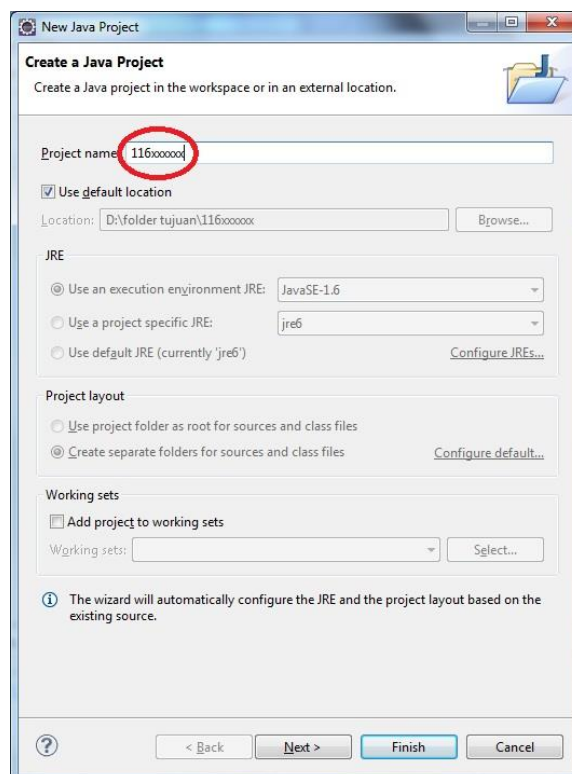 New Java Project
Create a Java Project
Create a Java project in the workspace or in an external location.
Project name: 116xxxxxx
Use default location
Location: D:\folder tujuan\116xxxxxx Browse...
JRE
Use an execution environment JRE: JavaSE-1.6
Use a project specific JRE: jre6
Use default JRE (currently 'jre6') Configure JREs...
Project layout
Use project folder as root for sources and class files
Create separate folders for sources and class files Configure default...
Working sets
Add project to working sets
Working sets: Select...
The wizard will automatically configure the JRE and the project layout based on the
existing source.
? < Back Next > Finish Cancel